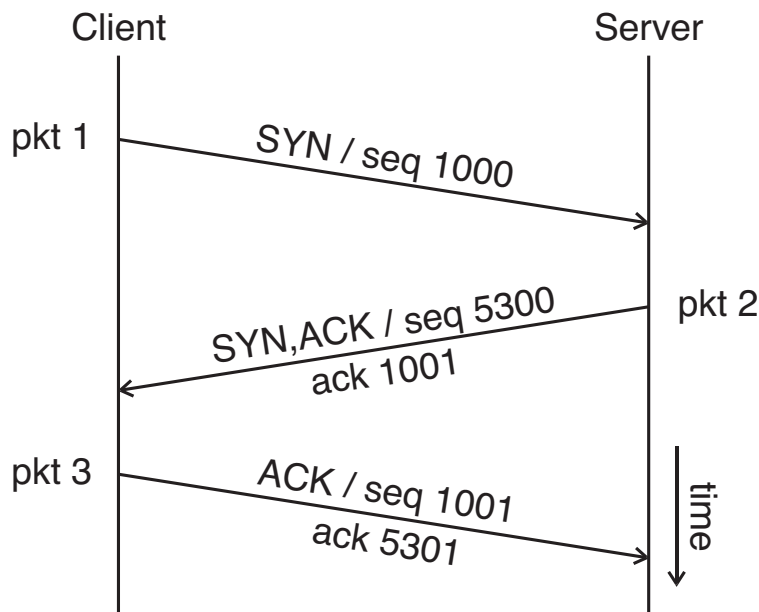 Client
Server
pkt 1
SYN / seq 1000
SYN,ACK / seq 5300
ack 1001
pkt 2
pkt 3
ACK / seq 1001
ack 5301
time